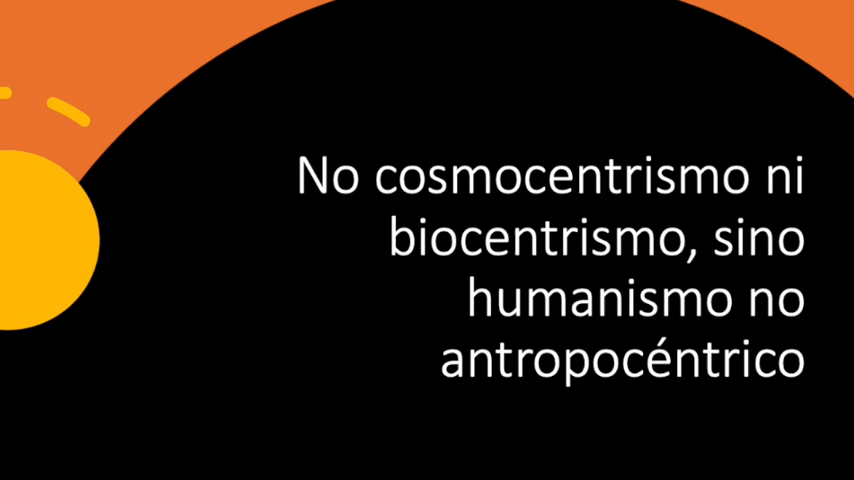 No cosmocentrismo ni
biocentrismo, sino
humanismo no
antropocéntrico